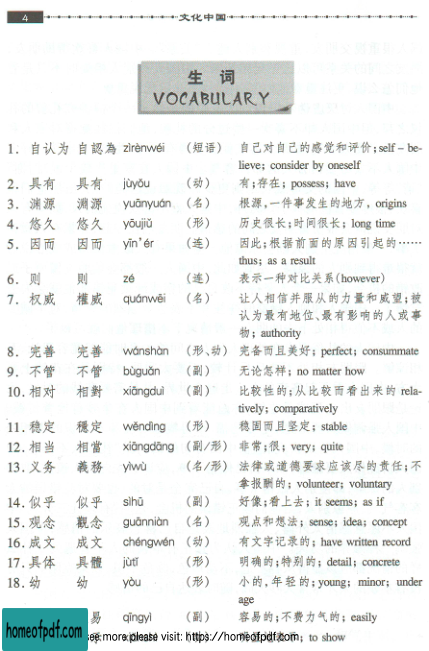 4 文化中国
生 词
VOCABULARY
1. 自认为 自認為 zìrènwéi (短语) 自己对自己的感觉和评价; self – be-
lieve; consider by oneself
2. 具有 具有 jùyǒu (动) 有;存在; possess; have
3. 渊源 淵源 yuānyuán (名) 根源,一件事发生的地方, origins
4. 悠久 悠久 yōujiǔ (形) 历史很长;时间很长; long time
5. 因而 因而 yīn'ér (连) 因此;根据前面的原因引起的……
thus; as a result
6. 则 則 zé (连) 表示一种对比关系(however)
7. 权威 權威 quánwēi (名) 让人相信并服从的力量和威望;被
认为最有地位、最有影响的人或事
物; authority
8. 完善 完善 wánshàn (形、动) 完备而且美好; perfect; consummate
9. 不管 不管 bùguǎn (副) 无论怎样; no matter how
10. 相对 相對 xiāngduì (副) 比较性的;从比较而看出来的 rela-
tively; comparatively
11. 稳定 穩定 wěndìng (形) 稳固而且坚定; stable
12. 相当 相當 xiāngdāng (副/形) 非常;很; very; quite
13. 义务 義務 yìwù (名/形) 法律或道德要求应该尽的责任;不
拿报酬的; volunteer; voluntary
14. 似乎 似乎 sìhū (副) 好像;看上去; it seems; as if
15. 观念 觀念 guānniàn (名) 观点和想法; sense; idea; concept
16. 成文 成文 chéngwén (动) 有文字记录的; have written record
17. 具体 具體 jùtǐ (形) 明确的;特别的; detail; concrete
18. 幼 幼 yòu (形) 小的,年轻的; young; minor; under
age
易 qīngyì (副) 容易的;不费力气的; easily
see more please visit: https://homeofpdf.com
to show
homeofpdf.com